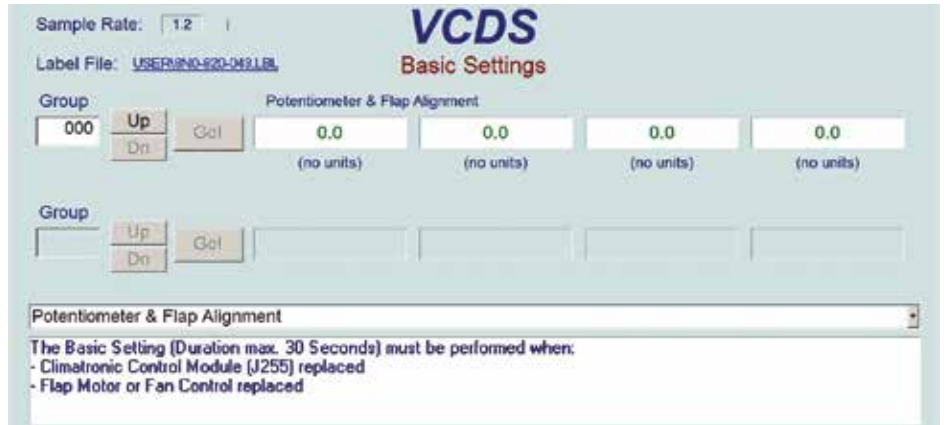 Sample Rate: 1.2
VCDS
Label File: USER\8N0-820-043.LBL
Basic Settings
Group
Potentiometer & Flap Alignment
000 Up Go! 0.0 0.0 0.0 0.0
Dn
(no units) (no units) (no units) (no units)
Group
Up Go!
Dn
Potentiometer & Flap Alignment
The Basic Setting (Duration max. 30 Seconds) must be performed when:
- Climatronic Control Module (J255) replaced
- Flap Motor or Fan Control replaced